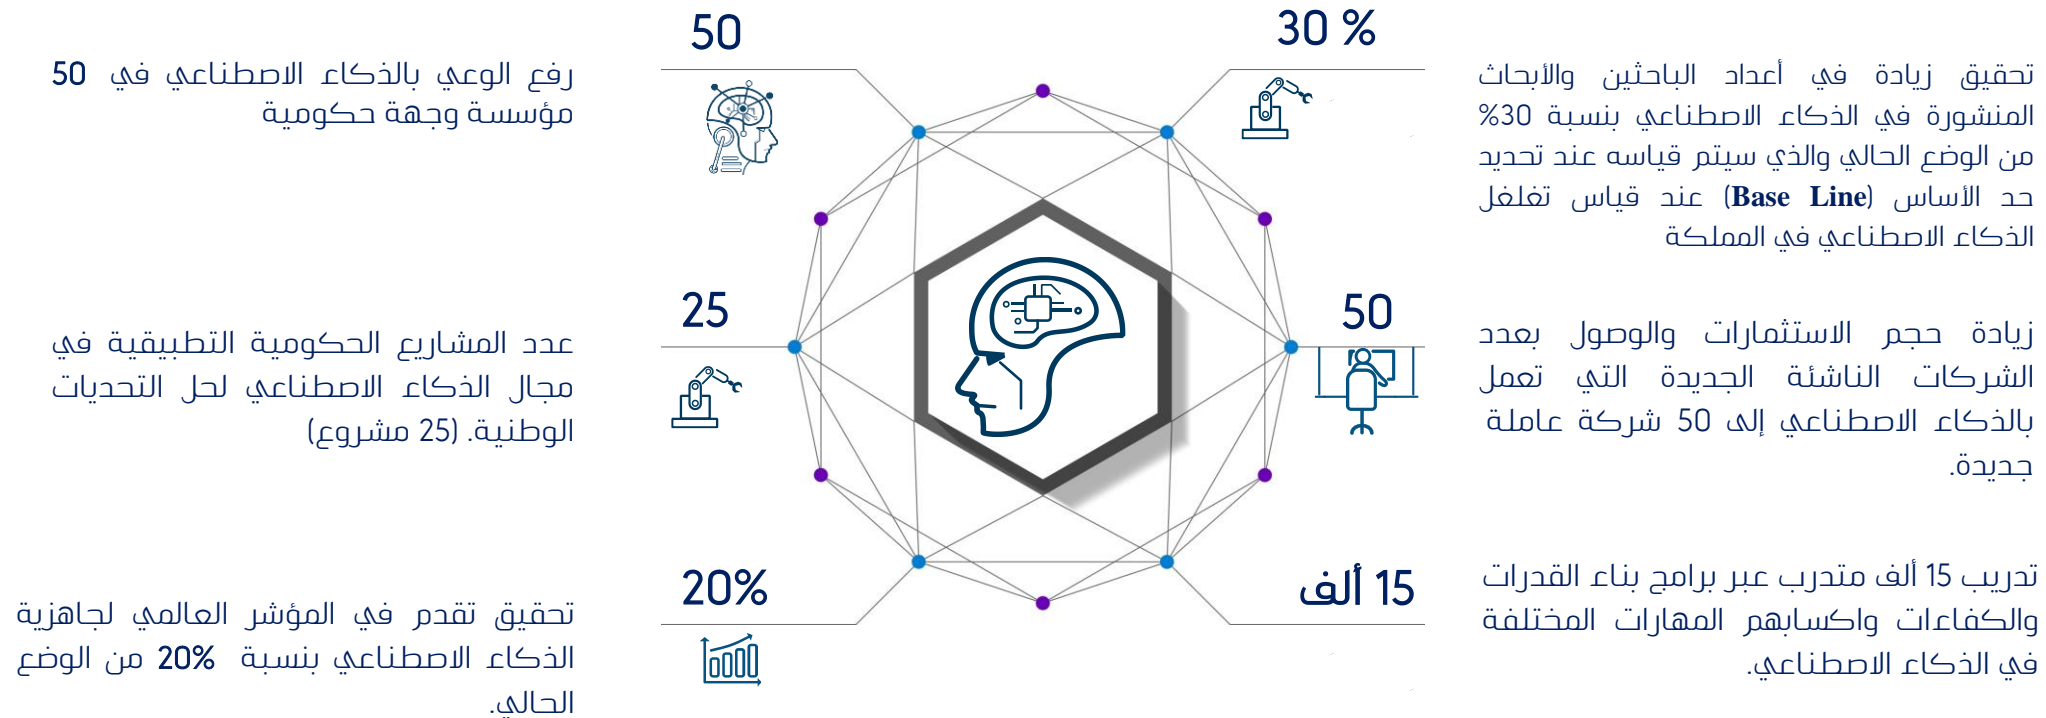 30 %
تحقيق زيادة في أعداد الباحثين والأبحاث
المنشورة في الذكاء الاصطناعي بنسبة 30%
من الوضع الحالي والذي سيتم قياسه عند تحديد
حد الأساس (Base Line) عند قياس تغلغل
الذكاء الاصطناعي في المملكة
50
زيادة حجم الاستثمارات والوصول بعدد
الشركات الناشئة الجديدة التي تعمل
بالذكاء الاصطناعي إلى 50 شركة عاملة
جديدة.
15 ألف
تدريب 15 ألف متدرب عبر برامج بناء القدرات
والكفاءات واكسابهم المهارات المختلفة
في الذكاء الاصطناعي.
50
رفع الوعي بالذكاء الاصطناعي في 50
مؤسسة وجهة حكومية
25
عدد المشاريع الحكومية التطبيقية في
مجال الذكاء الاصطناعي لحل التحديات
الوطنية. (25 مشروع)
20%
تحقيق تقدم في المؤشر العالمي لجاهزية
الذكاء الاصطناعي بنسبة 20% من الوضع
الحالي.